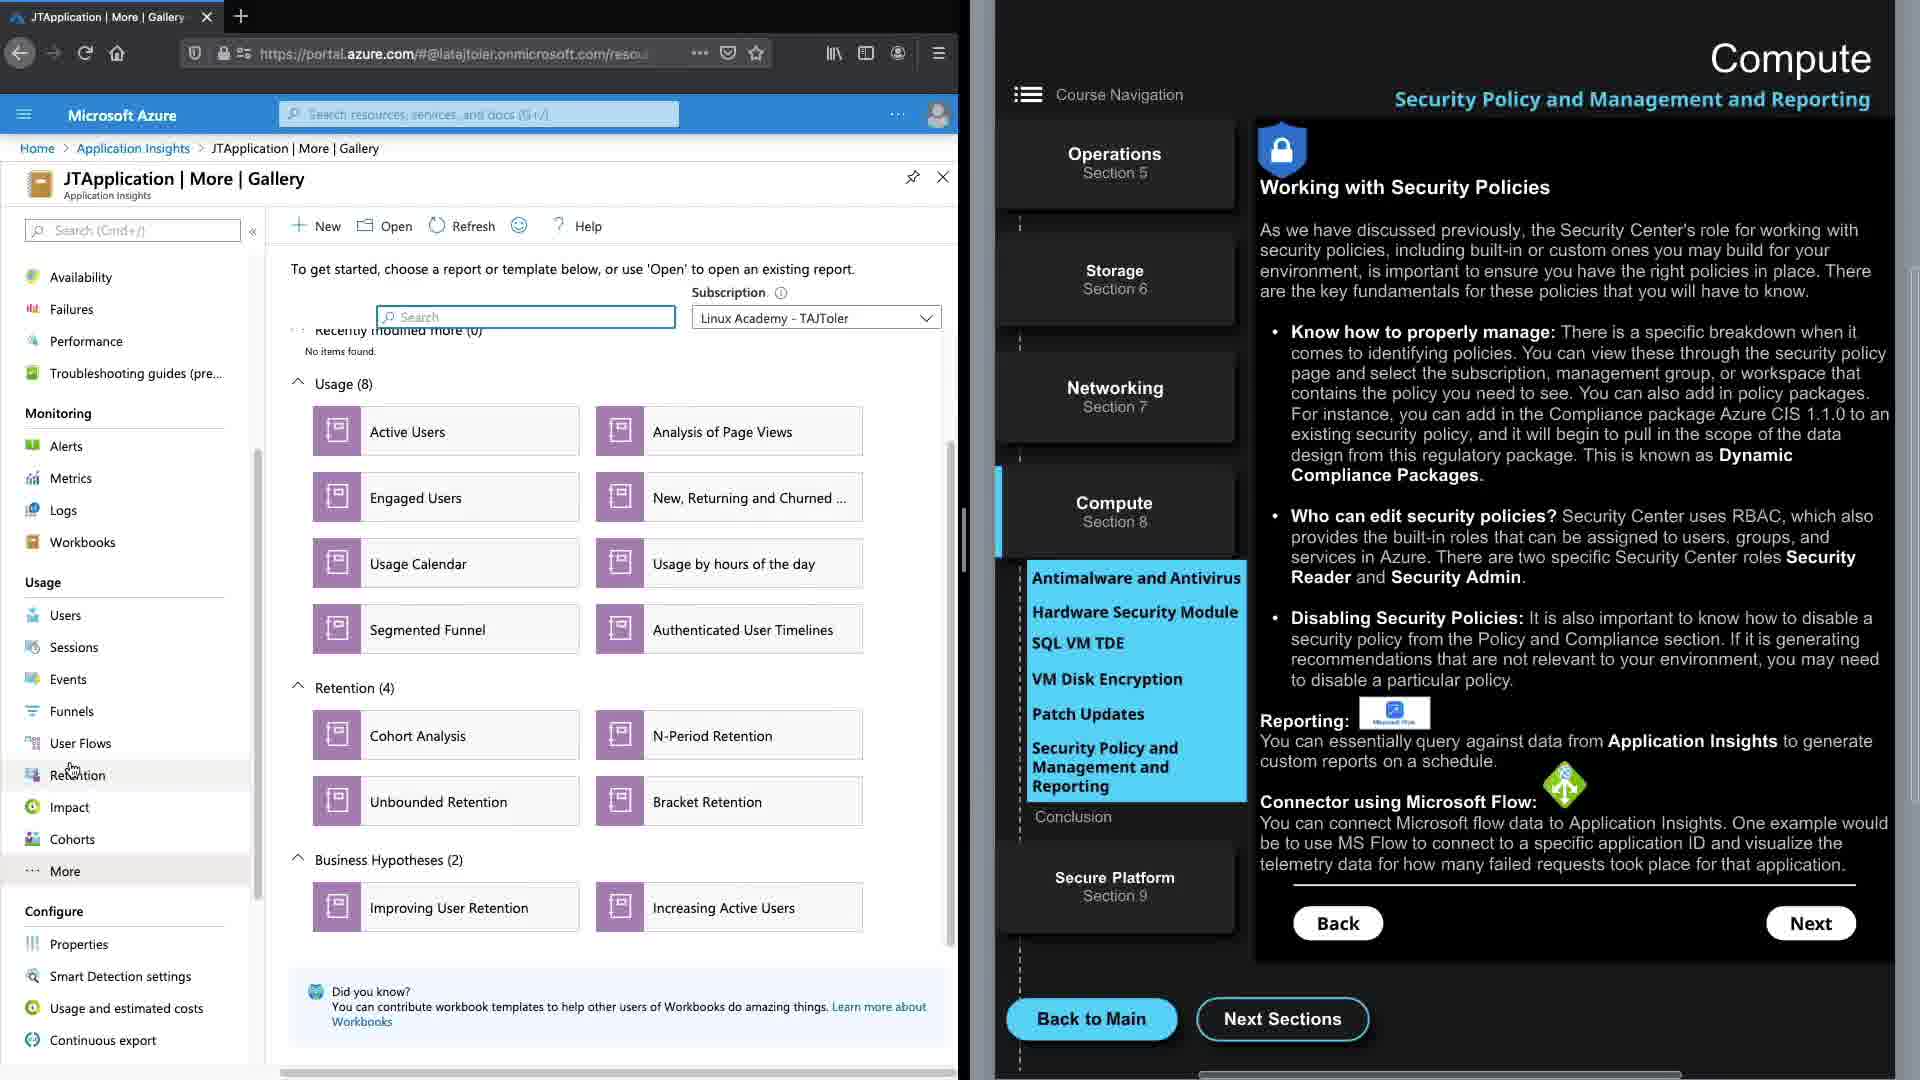 JTApplication | More | Gallery
https://portal.azure.com/#@latajtoler.onmicrosoft.com/resou
Microsoft Azure
Search resources, services, and docs (G+/)
Home > Application Insights > JTApplication | More | Gallery
JTApplication | More | Gallery
Application Insights
Search (Cmd+/)
Availability
Failures
Performance
Troubleshooting guides (pre...
Monitoring
Alerts
Metrics
Logs
Workbooks
Usage
Users
Sessions
Events
Funnels
User Flows
Retention
Impact
Cohorts
More
Configure
Properties
Smart Detection settings
Usage and estimated costs
Continuous export
New
Open
Refresh
? Help
To get started, choose a report or template below, or use 'Open' to open an existing report.
Subscription
Search
Linux Academy - TAJToler
Recently modified more (0)
No items found.
Usage (8)
Active Users
Analysis of Page Views
Engaged Users
New, Returning and Churned ...
Usage Calendar
Usage by hours of the day
Segmented Funnel
Authenticated User Timelines
Retention (4)
Cohort Analysis
N-Period Retention
Unbounded Retention
Bracket Retention
Business Hypotheses (2)
Improving User Retention
Increasing Active Users
Did you know?
You can contribute workbook templates to help other users of Workbooks do amazing things. Learn more about
Workbooks
Compute
Course Navigation
Security Policy and Management and Reporting
Operations
Section 5
Storage
Section 6
Networking
Section 7
Compute
Section 8
Antimalware and Antivirus
Hardware Security Module
SQL VM TDE
VM Disk Encryption
Patch Updates
Security Policy and
Management and
Reporting
Conclusion
Secure Platform
Section 9
Working with Security Policies
As we have discussed previously, the Security Center's role for working with
security policies, including built-in or custom ones you may build for your
environment, is important to ensure you have the right policies in place. There
are the key fundamentals for these policies that you will have to know.
• Know how to properly manage: There is a specific breakdown when it
comes to identifying policies. You can view these through the security policy
page and select the subscription, management group, or workspace that
contains the policy you need to see. You can also add in policy packages.
For instance, you can add in the Compliance package Azure CIS 1.1.0 to an
existing security policy, and it will begin to pull in the scope of the data
design from this regulatory package. This is known as Dynamic
Compliance Packages.
• Who can edit security policies? Security Center uses RBAC, which also
provides the built-in roles that can be assigned to users. groups, and
services in Azure. There are two specific Security Center roles Security
Reader and Security Admin.
• Disabling Security Policies: It is also important to know how to disable a
security policy from the Policy and Compliance section. If it is generating
recommendations that are not relevant to your environment, you may need
to disable a particular policy.
Reporting:
Microsoft Flow
You can essentially query against data from Application Insights to generate
custom reports on a schedule.
Connector using Microsoft Flow:
You can connect Microsoft flow data to Application Insights. One example would
be to use MS Flow to connect to a specific application ID and visualize the
telemetry data for how many failed requests took place for that application.
Back
Next
Back to Main
Next Sections